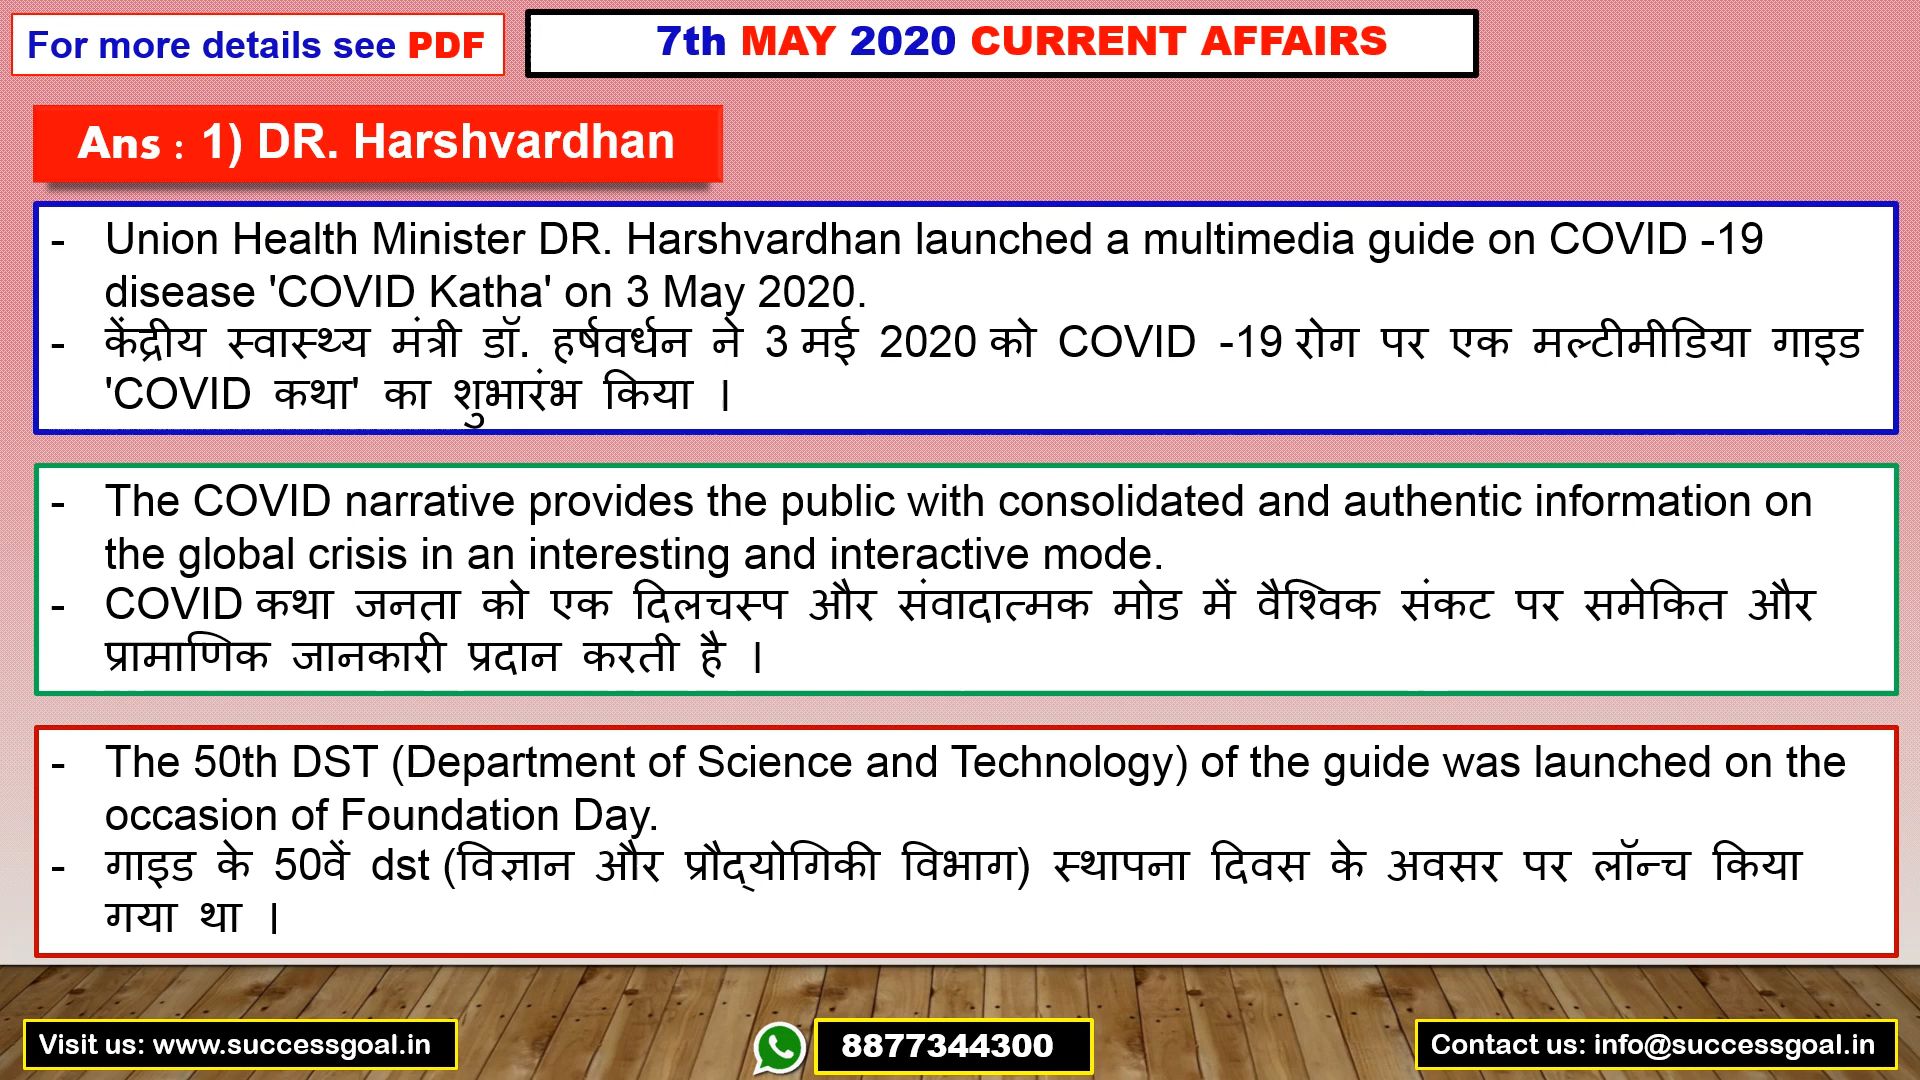 For more details see PDF
7th MAY 2020 CURRENT AFFAIRS
Ans : 1) DR. Harshvardhan
- Union Health Minister DR. Harshvardhan launched a multimedia guide on COVID -19
disease 'COVID Katha' on 3 May 2020.
- केंद्रीय स्वास्थ्य मंत्री डॉ. हर्षवर्धन ने 3 मई 2020 को COVID -19 रोग पर एक मल्टीमीडिया गाइड
'COVID कथा' का शुभारंभ किया ।
- The COVID narrative provides the public with consolidated and authentic information on
the global crisis in an interesting and interactive mode.
- COVID कथा जनता को एक दिलचस्प और संवादात्मक मोड में वैश्विक संकट पर समेकित और
प्रामाणिक जानकारी प्रदान करती है ।
- The 50th DST (Department of Science and Technology) of the guide was launched on the
occasion of Foundation Day.
- गाइड के 50वें dst (विज्ञान और प्रौद्योगिकी विभाग) स्थापना दिवस के अवसर पर लॉन्च किया
गया था ।
Visit us: www.successgoal.in
8877344300
Contact us: info@successgoal.in